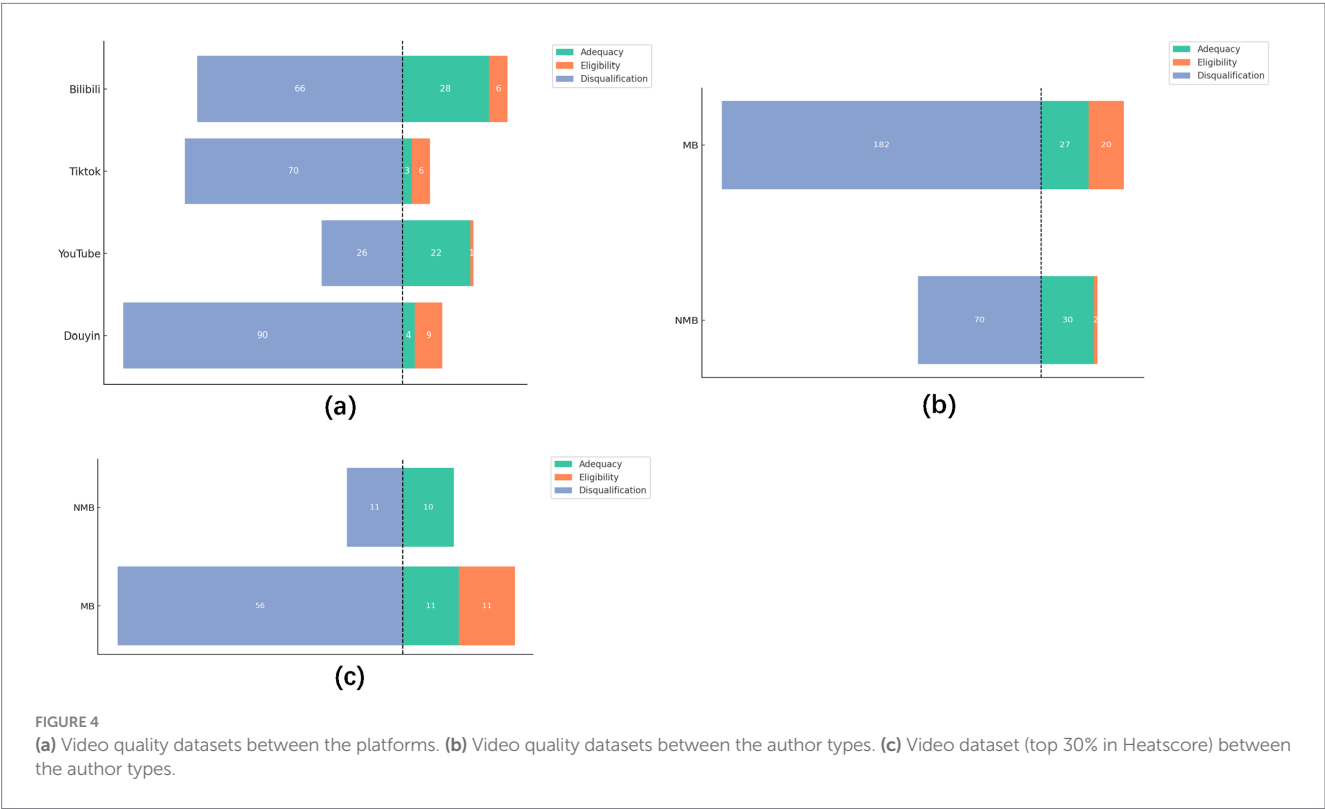 Adequacy
Eligibility
Disqualification
Bilibili
66
28
6
Tiktok
70
3
6
YouTube
26
22
1
Douyin
90
4
9
(a)
Adequacy
Eligibility
Disqualification
MB
182
27
20
NMB
70
30
2
(b)
Adequacy
Eligibility
Disqualification
NMB
11
10
MB
56
11
11
(c)
FIGURE 4
(a) Video quality datasets between the platforms. (b) Video quality datasets between the author types. (c) Video dataset (top 30% in Heatscore) between
the author types.